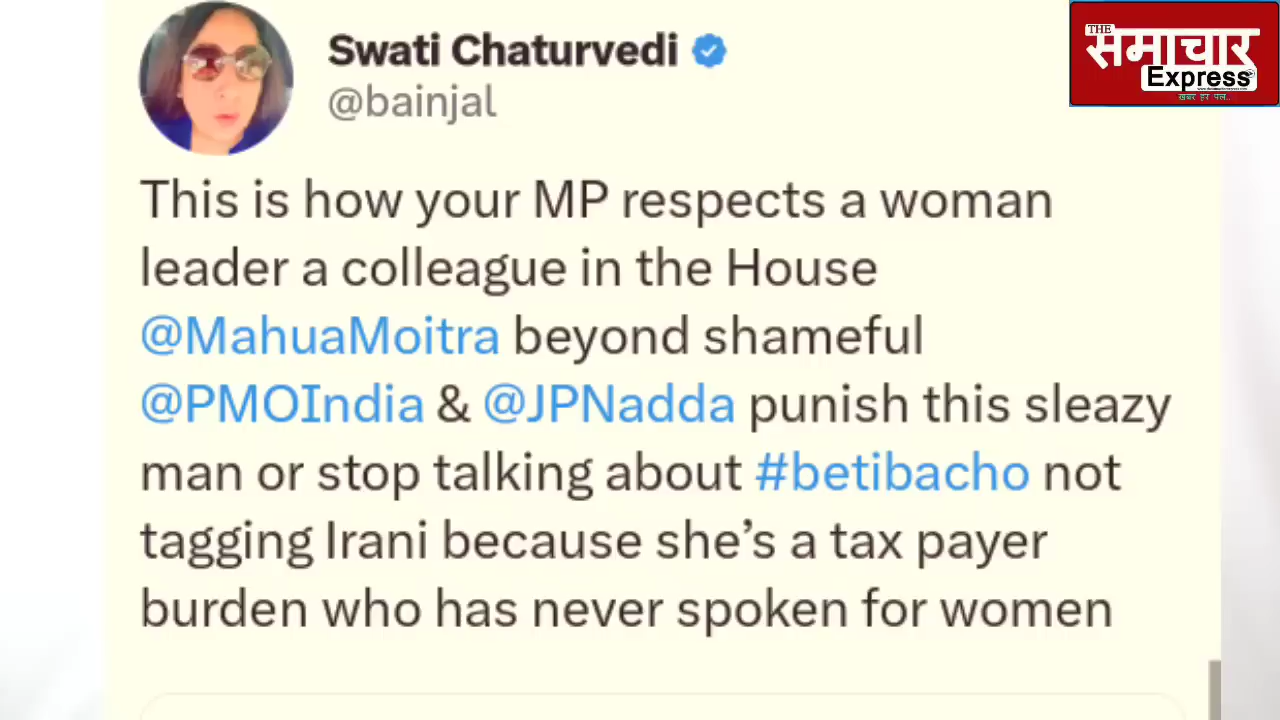 Swati Chaturvedi
@bainjal
THE
समाचार
Express
खबर हर पल..
This is how your MP respects a woman
leader a colleague in the House
@MahuaMoitra beyond shameful
@PMOIndia & @JPNadda punish this sleazy
man or stop talking about #betibacho not
tagging Irani because she’s a tax payer
burden who has never spoken for women